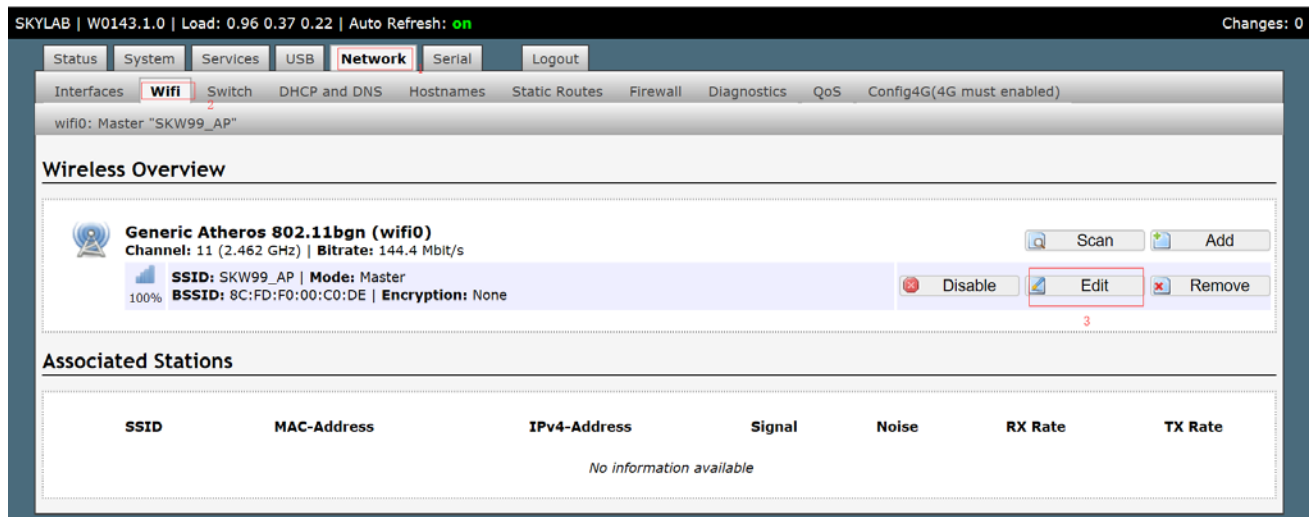 SKYLAB | W0143.1.0 | Load: 0.96 0.37 0.22 | Auto Refresh: on Changes: 0
Status System Services USB Network Serial Logout
Interfaces Wifi Switch DHCP and DNS Hostnames Static Routes Firewall Diagnostics QoS Config4G(4G must enabled)
2
wifi0: Master "SKW99_AP"
Wireless Overview
Generic Atheros 802.11bgn (wifi0)
Channel: 11 (2.462 GHz) | Bitrate: 144.4 Mbit/s
Scan Add
SSID: SKW99_AP | Mode: Master
100% BSSID: 8C:FD:F0:00:C0:DE | Encryption: None
Disable Edit Remove
3
Associated Stations
SSID MAC-Address IPv4-Address Signal Noise RX Rate TX Rate
No information available